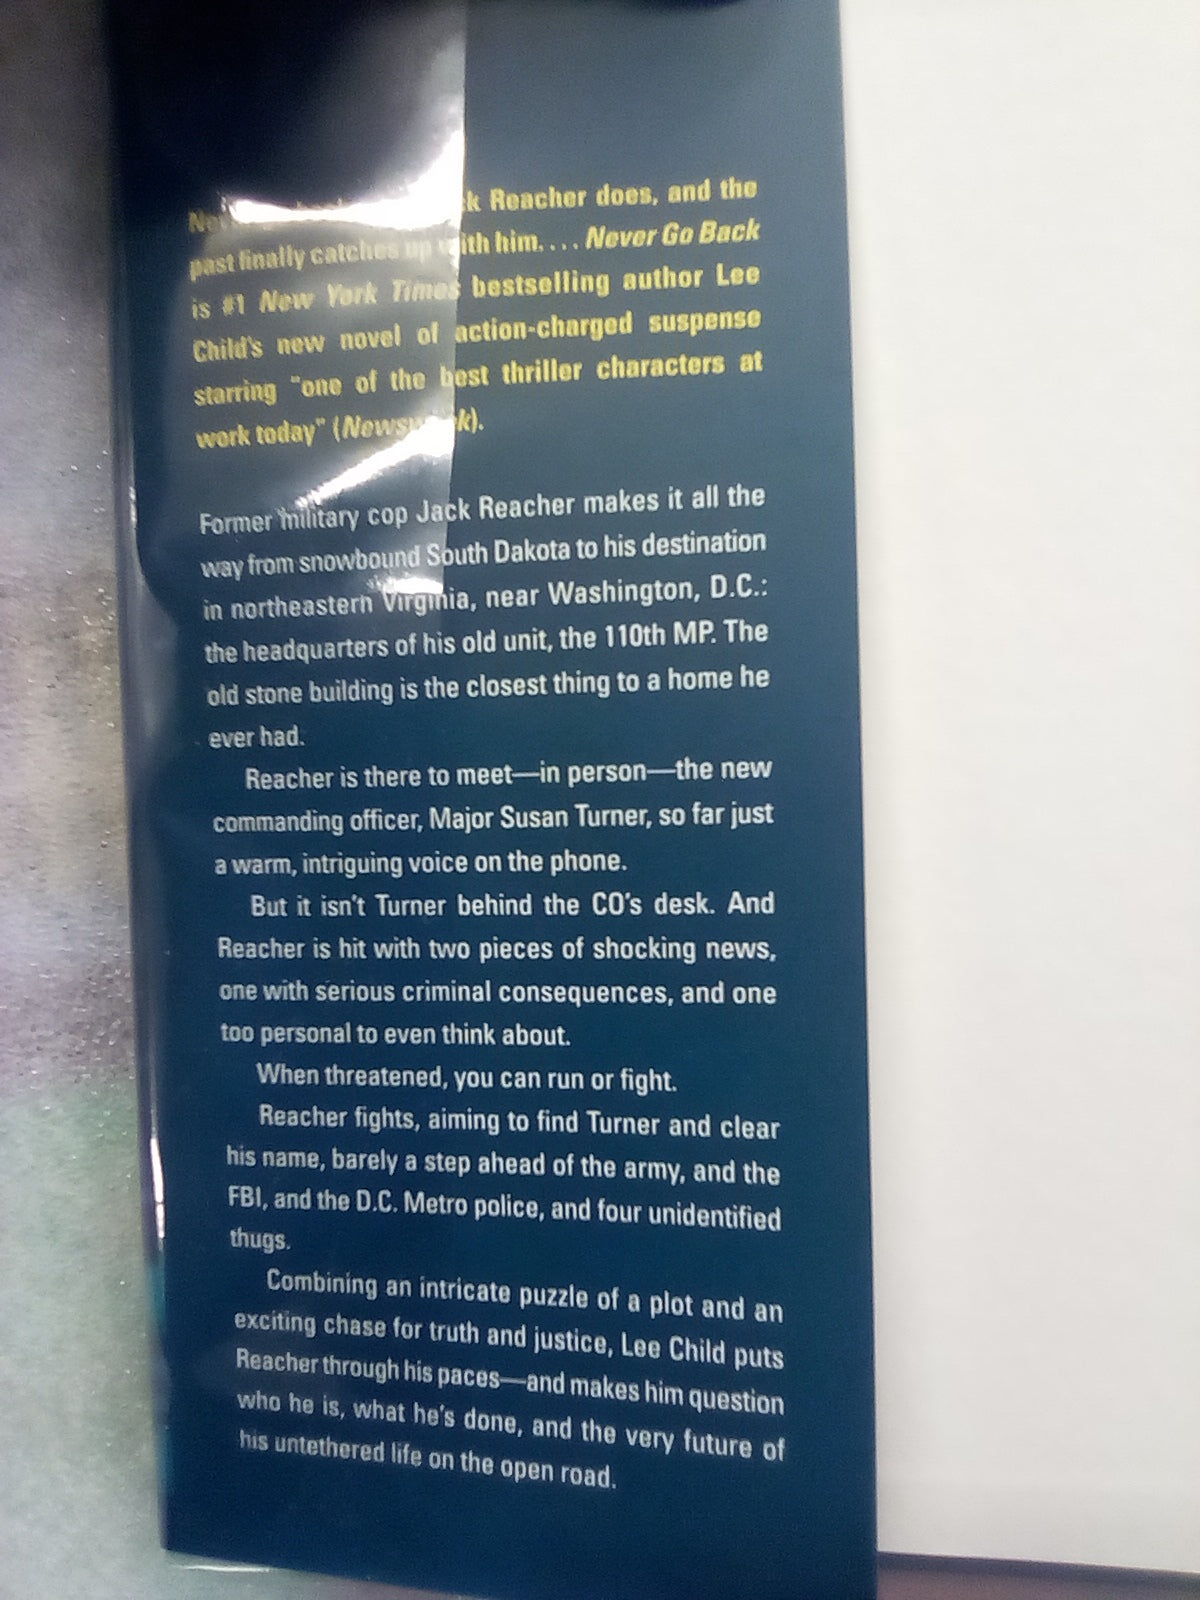 Reacher does, and the
past finally catches up with him.... Never Go Back
is #1 New York Times bestselling author Lee
Child's new novel of action-charged suspense
starring "one of the best thriller characters at
work today" (Newsweek).
Former military cop Jack Reacher makes it all the
way from snowbound South Dakota to his destination
in northeastern Virginia, near Washington, D.C.:
the headquarters of his old unit, the 110th MP. The
old stone building is the closest thing to a home he
ever had.
Reacher is there to meet—in person—the new
commanding officer, Major Susan Turner, so far just
a warm, intriguing voice on the phone.
But it isn't Turner behind the CO's desk. And
Reacher is hit with two pieces of shocking news,
one with serious criminal consequences, and one
too personal to even think about.
When threatened, you can run or fight.
Reacher fights, aiming to find Turner and clear
his name, barely a step ahead of the army, and the
FBI, and the D.C. Metro police, and four unidentified
thugs.
Combining an intricate puzzle of a plot and an
exciting chase for truth and justice, Lee Child puts
Reacher through his paces—and makes him question
who he is, what he's done, and the very future of
his untethered life on the open road.